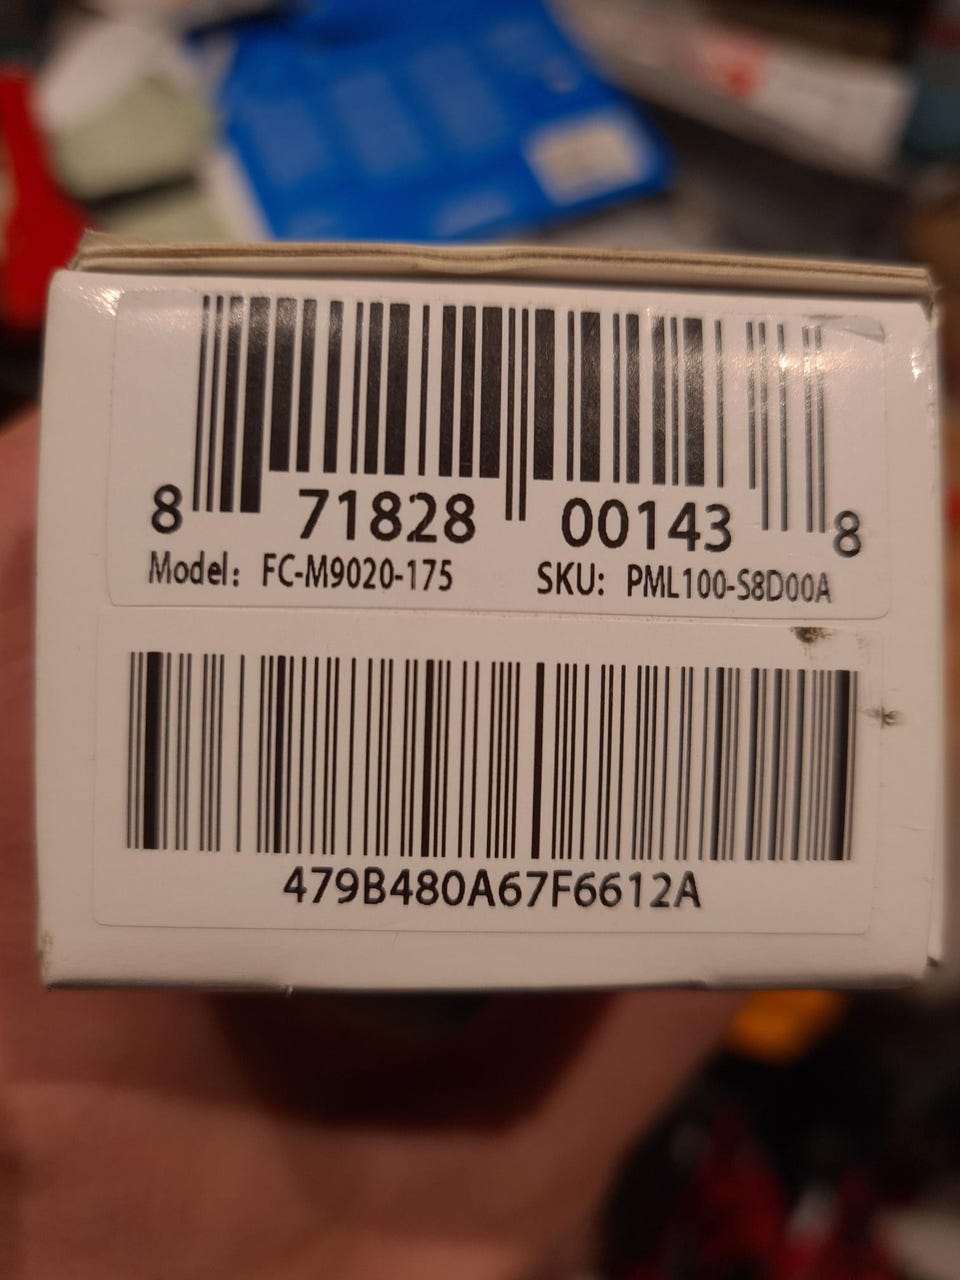 8 71828 00143 8
Model: FC-M9020-175 SKU: PML100-S8D00A
479B480A67F6612A